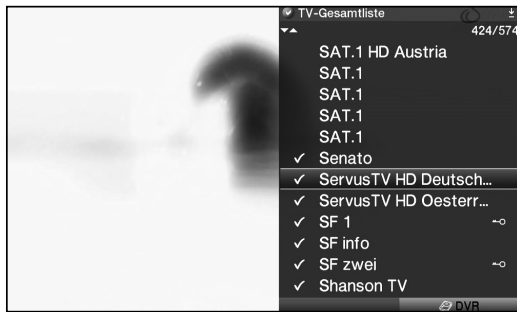 TV-Gesamtliste
424/574
SAT.1 HD Austria
SAT.1
SAT.1
SAT.1
SAT.1
Senato
ServusTV HD Deutsch...
ServusTV HD Oesterr...
SF 1
SF info
SF zwei
Shanson TV
DVR